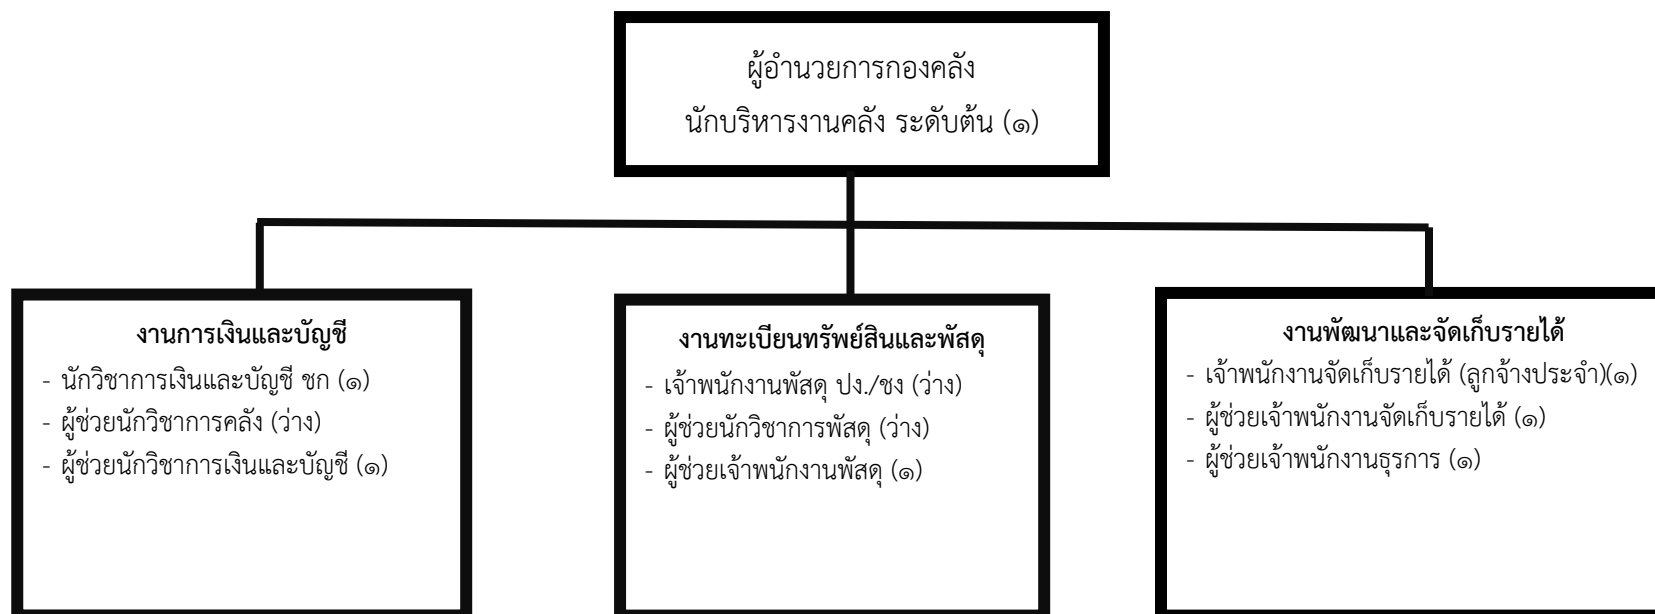 ผู้อำนวยการกองคลัง
นักบริหารงานคลัง ระดับต้น (๑)
งานการเงินและบัญชี
- นักวิชาการเงินและบัญชี ชก (๑)
- ผู้ช่วยนักวิชาการคลัง (ว่าง)
- ผู้ช่วยนักวิชาการเงินและบัญชี (๑)
งานทะเบียนทรัพย์สินและพัสดุ
- เจ้าพนักงานพัสดุ ปง./ชง (ว่าง)
- ผู้ช่วยนักวิชาการพัสดุ (ว่าง)
- ผู้ช่วยเจ้าพนักงานพัสดุ (๑)
งานพัฒนาและจัดเก็บรายได้
- เจ้าพนักงานจัดเก็บรายได้ (ลูกจ้างประจำ)(๑)
- ผู้ช่วยเจ้าพนักงานจัดเก็บรายได้ (๑)
- ผู้ช่วยเจ้าพนักงานธุรการ (๑)